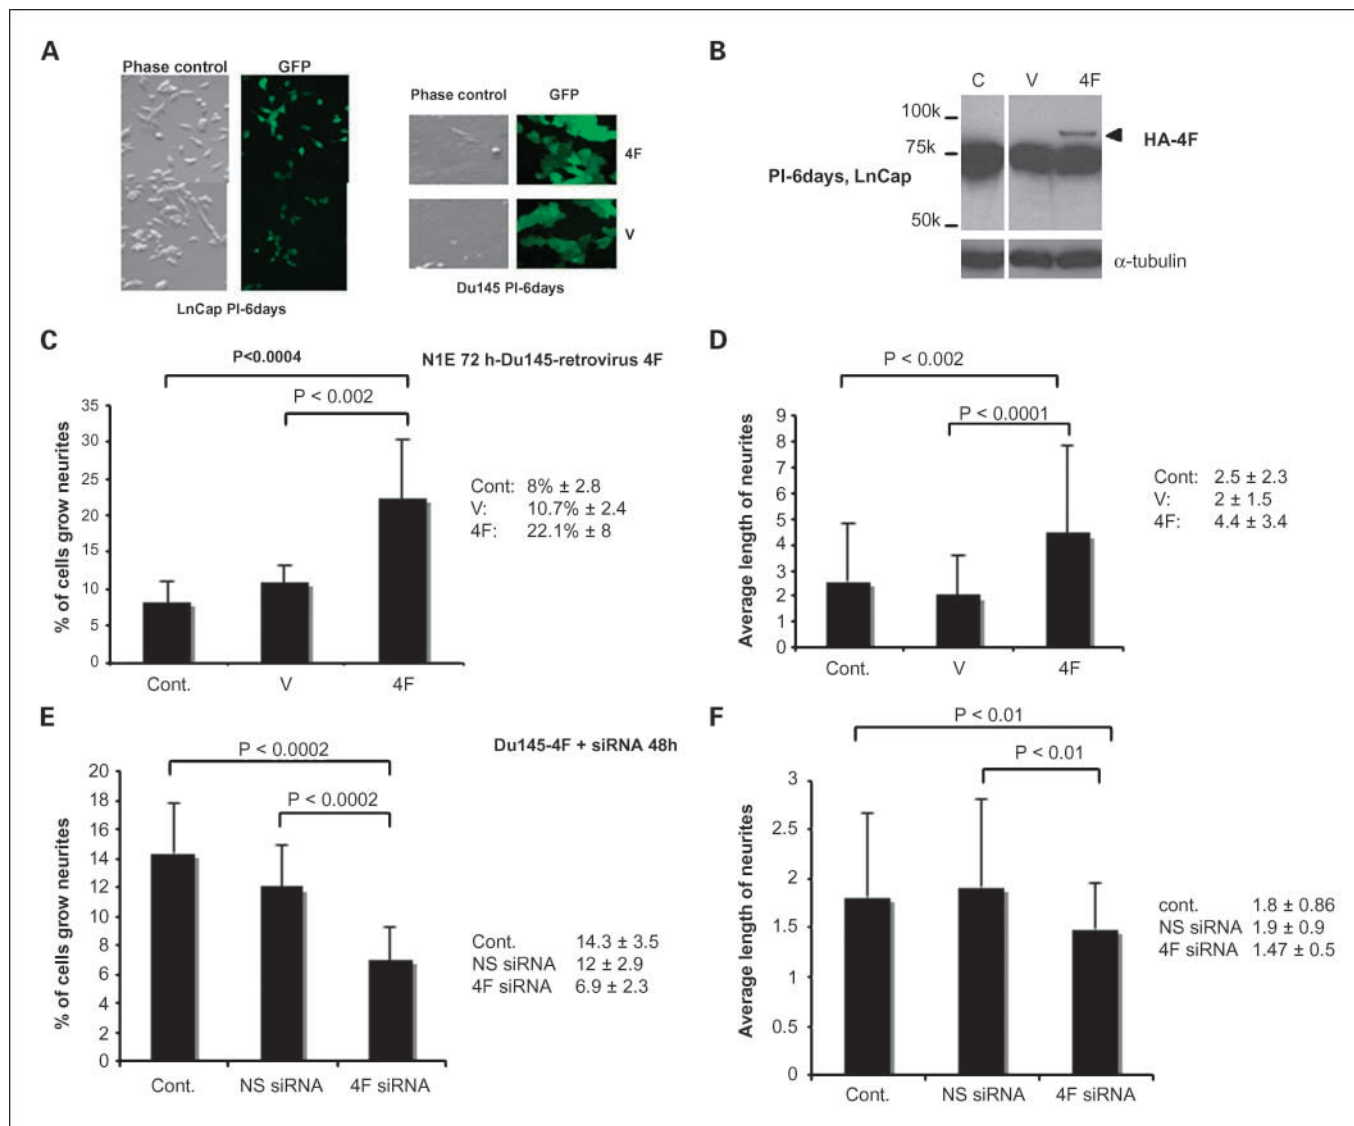 A
Phase control GFP
LnCap PI-6days
Phase control GFP
4F
V
Du145 PI-6days
B
C V 4F
100k
75k
50k
HA-4F
PI-6days, LnCap
α-tubulin
C
P<0.0004
N1E 72 h-Du145-retrovirus 4F
P < 0.002
% of cells grow neurites
35
30
25
20
15
10
5
0
Cont. V 4F
Cont: 8% ± 2.8
V: 10.7% ± 2.4
4F: 22.1% ± 8
D
P < 0.002
P < 0.0001
Average length of neurites
9
8
7
6
5
4
3
2
1
0
Cont. V 4F
Cont: 2.5 ± 2.3
V: 2 ± 1.5
4F: 4.4 ± 3.4
E
P < 0.0002
Du145-4F + siRNA 48h
P < 0.0002
% of cells grow neurites
20
18
16
14
12
10
8
6
4
2
0
Cont. NS siRNA 4F siRNA
Cont. 14.3 ± 3.5
NS siRNA 12 ± 2.9
4F siRNA 6.9 ± 2.3
F
P < 0.01
P < 0.01
Average length of neurites
3
2.5
2
1.5
1
0.5
0
Cont. NS siRNA 4F siRNA
cont. 1.8 ± 0.86
NS siRNA 1.9 ± 0.9
4F siRNA 1.47 ± 0.5